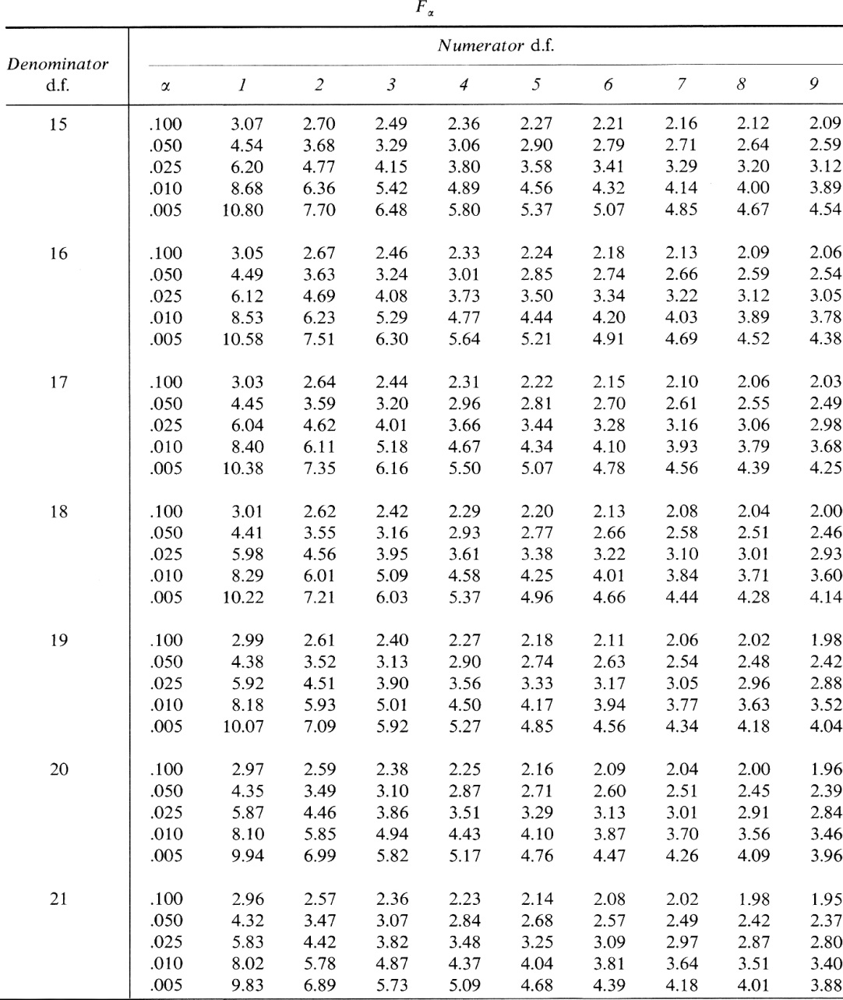 F α
Numerator d.f.
Denominator
d.f. α 1 2 3 4 5 6 7 8 9
15 .100 3.07 2.70 2.49 2.36 2.27 2.21 2.16 2.12 2.09
.050 4.54 3.68 3.29 3.06 2.90 2.79 2.71 2.64 2.59
.025 6.20 4.77 4.15 3.80 3.58 3.41 3.29 3.20 3.12
.010 8.68 6.36 5.42 4.89 4.56 4.32 4.14 4.00 3.89
.005 10.80 7.70 6.48 5.80 5.37 5.07 4.85 4.67 4.54
16 .100 3.05 2.67 2.46 2.33 2.24 2.18 2.13 2.09 2.06
.050 4.49 3.63 3.24 3.01 2.85 2.74 2.66 2.59 2.54
.025 6.12 4.69 4.08 3.73 3.50 3.34 3.22 3.12 3.05
.010 8.53 6.23 5.29 4.77 4.44 4.20 4.03 3.89 3.78
.005 10.58 7.51 6.30 5.64 5.21 4.91 4.69 4.52 4.38
17 .100 3.03 2.64 2.44 2.31 2.22 2.15 2.10 2.06 2.03
.050 4.45 3.59 3.20 2.96 2.81 2.70 2.61 2.55 2.49
.025 6.04 4.62 4.01 3.66 3.44 3.28 3.16 3.06 2.98
.010 8.40 6.11 5.18 4.67 4.34 4.10 3.93 3.79 3.68
.005 10.38 7.35 6.16 5.50 5.07 4.78 4.56 4.39 4.25
18 .100 3.01 2.62 2.42 2.29 2.20 2.13 2.08 2.04 2.00
.050 4.41 3.55 3.16 2.93 2.77 2.66 2.58 2.51 2.46
.025 5.98 4.56 3.95 3.61 3.38 3.22 3.10 3.01 2.93
.010 8.29 6.01 5.09 4.58 4.25 4.01 3.84 3.71 3.60
.005 10.22 7.21 6.03 5.37 4.96 4.66 4.44 4.28 4.14
19 .100 2.99 2.61 2.40 2.27 2.18 2.11 2.06 2.02 1.98
.050 4.38 3.52 3.13 2.90 2.74 2.63 2.54 2.48 2.42
.025 5.92 4.51 3.90 3.56 3.33 3.17 3.05 2.96 2.88
.010 8.18 5.93 5.01 4.50 4.17 3.94 3.77 3.63 3.52
.005 10.07 7.09 5.92 5.27 4.85 4.56 4.34 4.18 4.04
20 .100 2.97 2.59 2.38 2.25 2.16 2.09 2.04 2.00 1.96
.050 4.35 3.49 3.10 2.87 2.71 2.60 2.51 2.45 2.39
.025 5.87 4.46 3.86 3.51 3.29 3.13 3.01 2.91 2.84
.010 8.10 5.85 4.94 4.43 4.10 3.87 3.70 3.56 3.46
.005 9.94 6.99 5.82 5.17 4.76 4.47 4.26 4.09 3.96
21 .100 2.96 2.57 2.36 2.23 2.14 2.08 2.02 1.98 1.95
.050 4.32 3.47 3.07 2.84 2.68 2.57 2.49 2.42 2.37
.025 5.83 4.42 3.82 3.48 3.25 3.09 2.97 2.87 2.80
.010 8.02 5.78 4.87 4.37 4.04 3.81 3.64 3.51 3.40
.005 9.83 6.89 5.73 5.09 4.68 4.39 4.18 4.01 3.88